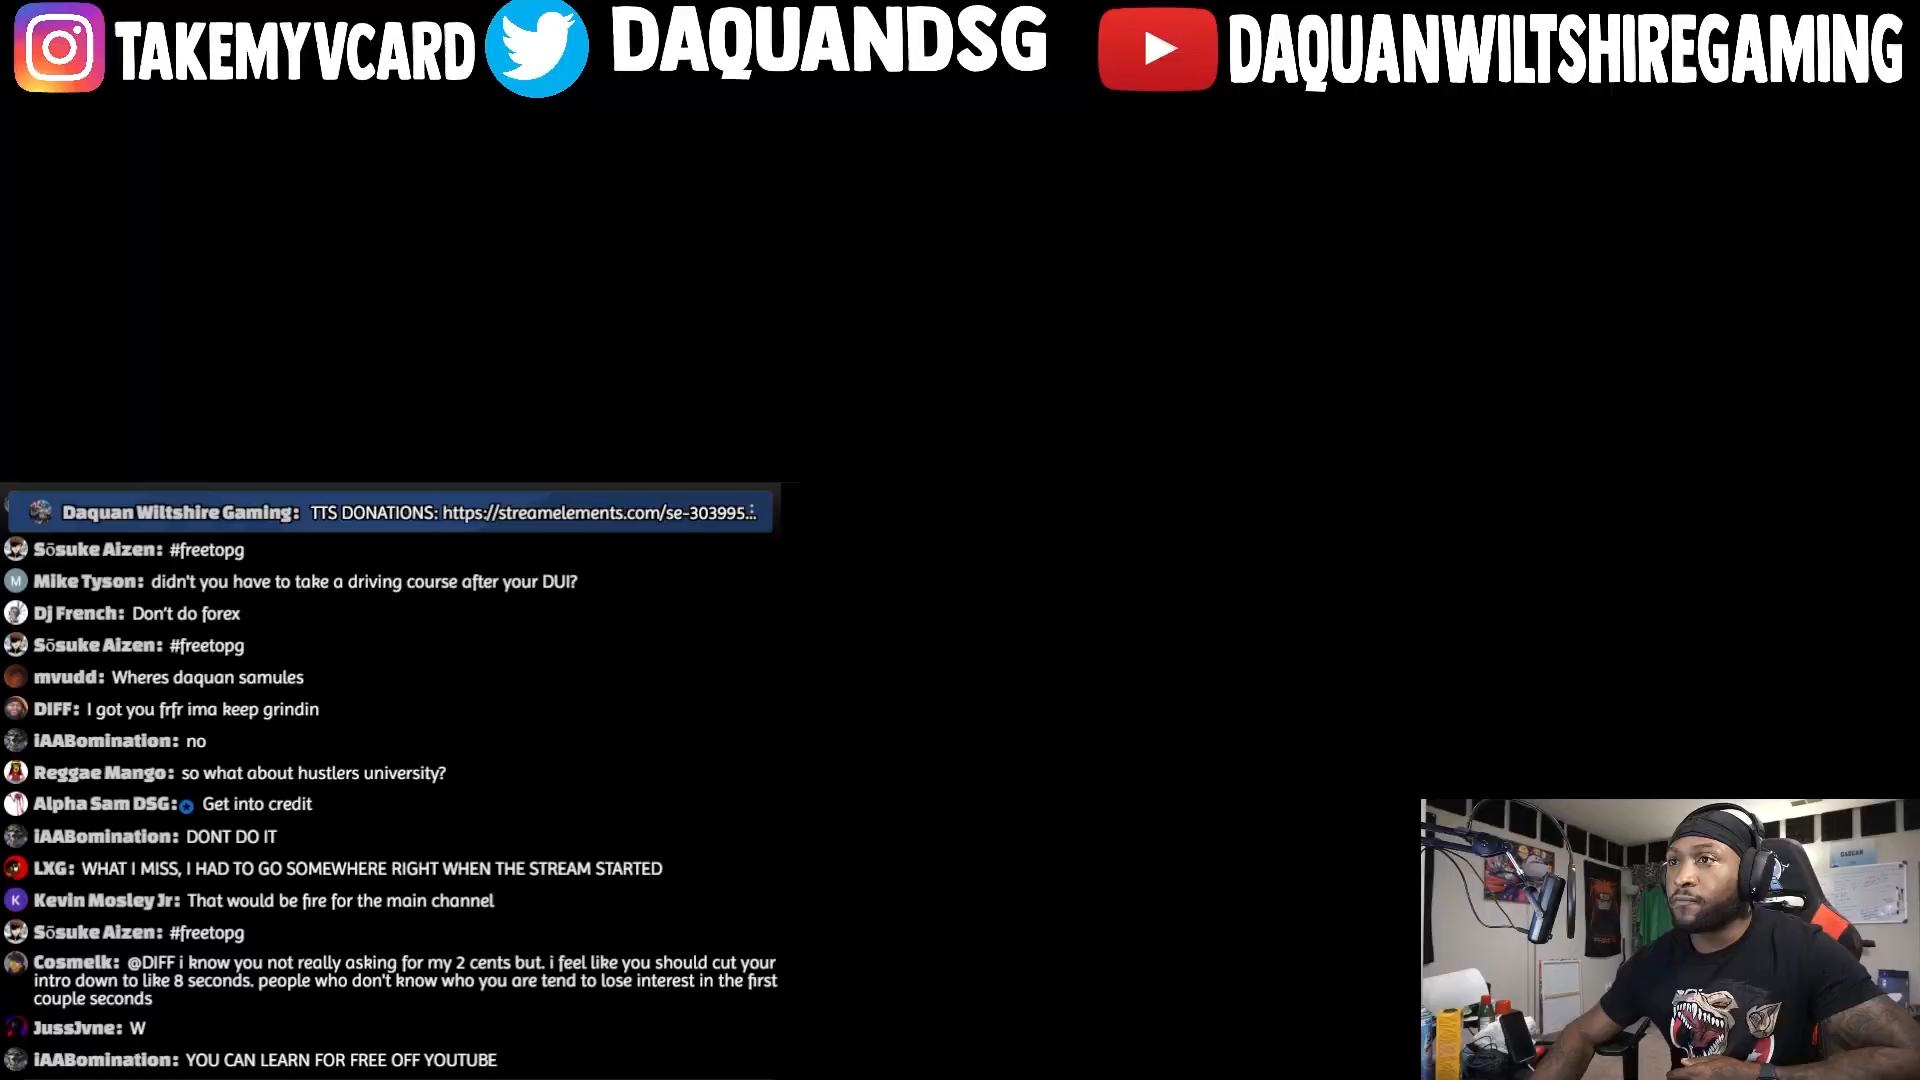 TAKEMYVCARD DAQUANDSG DAQUANWILTSHIREGAMING
Daquan Wiltshire Gaming: TTS DONATIONS: https://streamelements.com/se-303995...
Sōsuke Aizen: #freetopg
M Mike Tyson: didn't you have to take a driving course after your DUI?
Dj French: Don't do forex
Sōsuke Aizen: #freetopg
mvudd: Wheres daquan samules
DIFF: I got you frfr ima keep grindin
iAABomination: no
Reggae Mango: so what about hustlers university?
Alpha Sam DSG: Get into credit
iAABomination: DONT DO IT
LXG: WHAT I MISS, I HAD TO GO SOMEWHERE RIGHT WHEN THE STREAM STARTED
K Kevin Mosley Jr: That would be fire for the main channel
Sōsuke Aizen: #freetopg
Cosmelk: @DIFF i know you not really asking for my 2 cents but. i feel like you should cut your
intro down to like 8 seconds. people who don't know who you are tend to lose interest in the first
couple seconds
JussJvne: W
iAABomination: YOU CAN LEARN FOR FREE OFF YOUTUBE